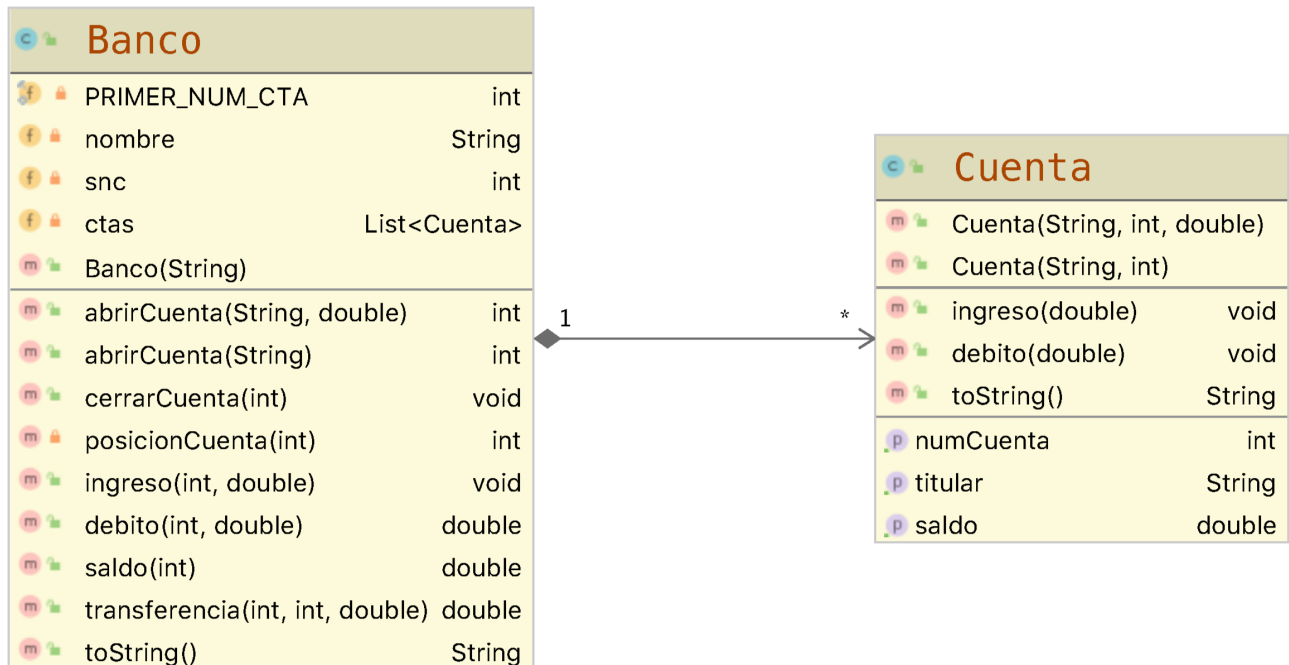 Banco
PRIMER_NUM_CTA int
nombre String
snc int
ctas List<Cuenta>
Banco(String)
abrirCuenta(String, double) int
abrirCuenta(String) int
cerrarCuenta(int) void
posicionCuenta(int) int
ingreso(int, double) void
debito(int, double) double
saldo(int) double
transferencia(int, int, double) double
toString() String
1 *
Cuenta
Cuenta(String, int, double)
Cuenta(String, int)
ingreso(double) void
debito(double) void
toString() String
numCuenta int
titular String
saldo double